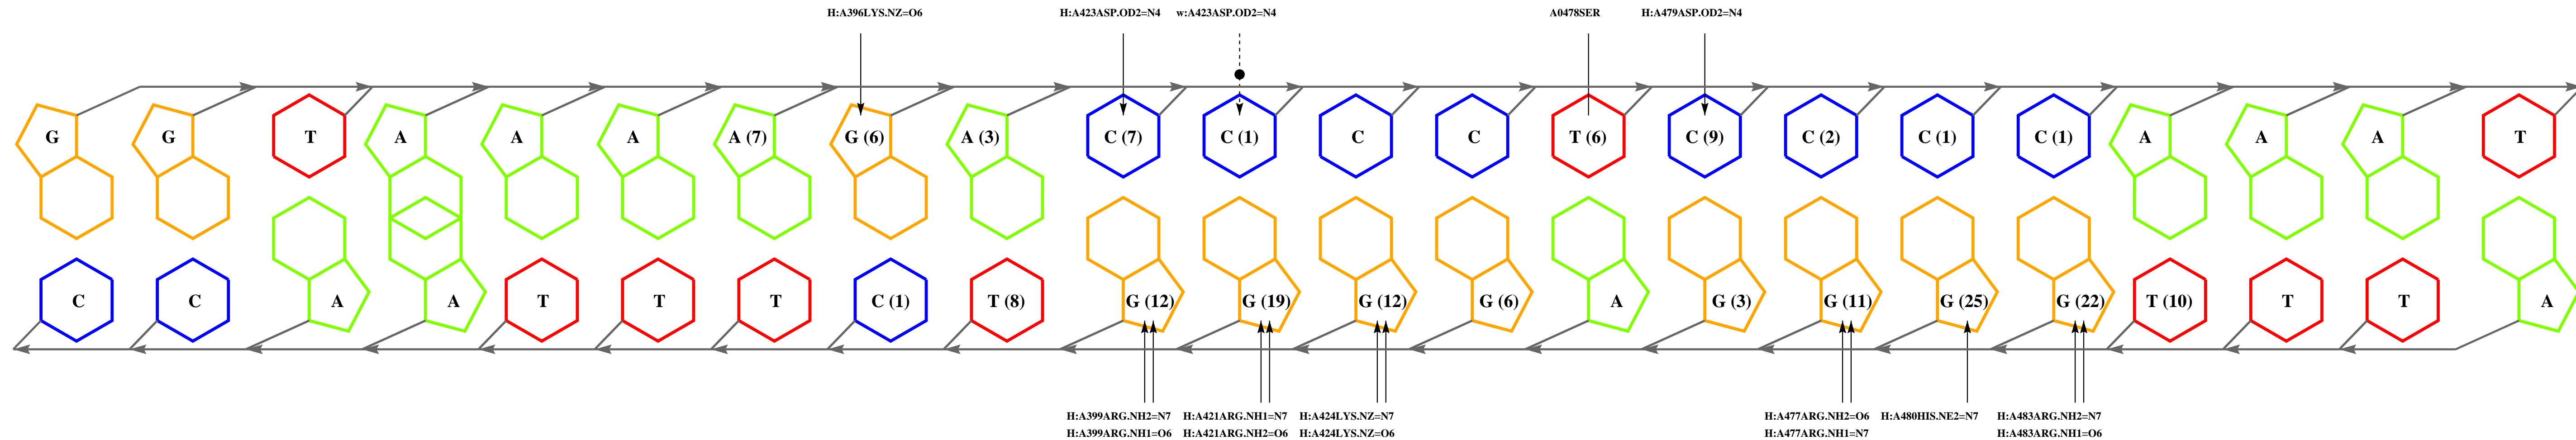 H:A396LYS.NZ=O6 H:A423ASP.OD2=N4 w:A423ASP.OD2=N4 A0478SER H:A479ASP.OD2=N4
G G T A A A A (7) G (6) A (3) C (7) C (1) C C T (6) C (9) C (2) C (1) C (1) A A A T
C C A A T T T C (1) T (8) G (12) G (19) G (12) G (6) A G (3) G (11) G (25) G (22) T (10) T T A
H:A399ARG.NH2=N7 H:A421ARG.NH1=N7 H:A424LYS.NZ=N7 H:A477ARG.NH2=O6 H:A480HIS.NE2=N7 H:A483ARG.NH2=N7
H:A399ARG.NH1=O6 H:A421ARG.NH2=O6 H:A424LYS.NZ=O6 H:A477ARG.NH1=N7 H:A483ARG.NH1=O6